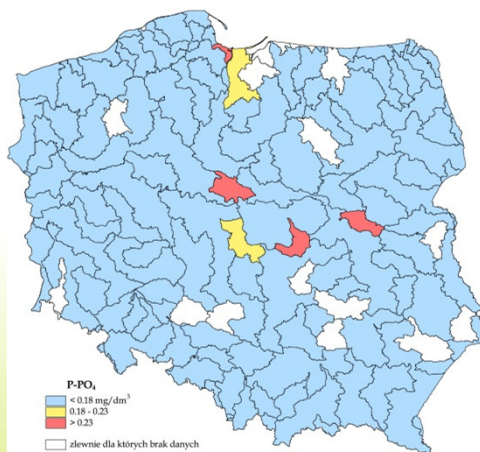 P-PO₄
< 0.18 mg/dm³
0.18 - 0.23
> 0.23
zlewnie dla których brak danych